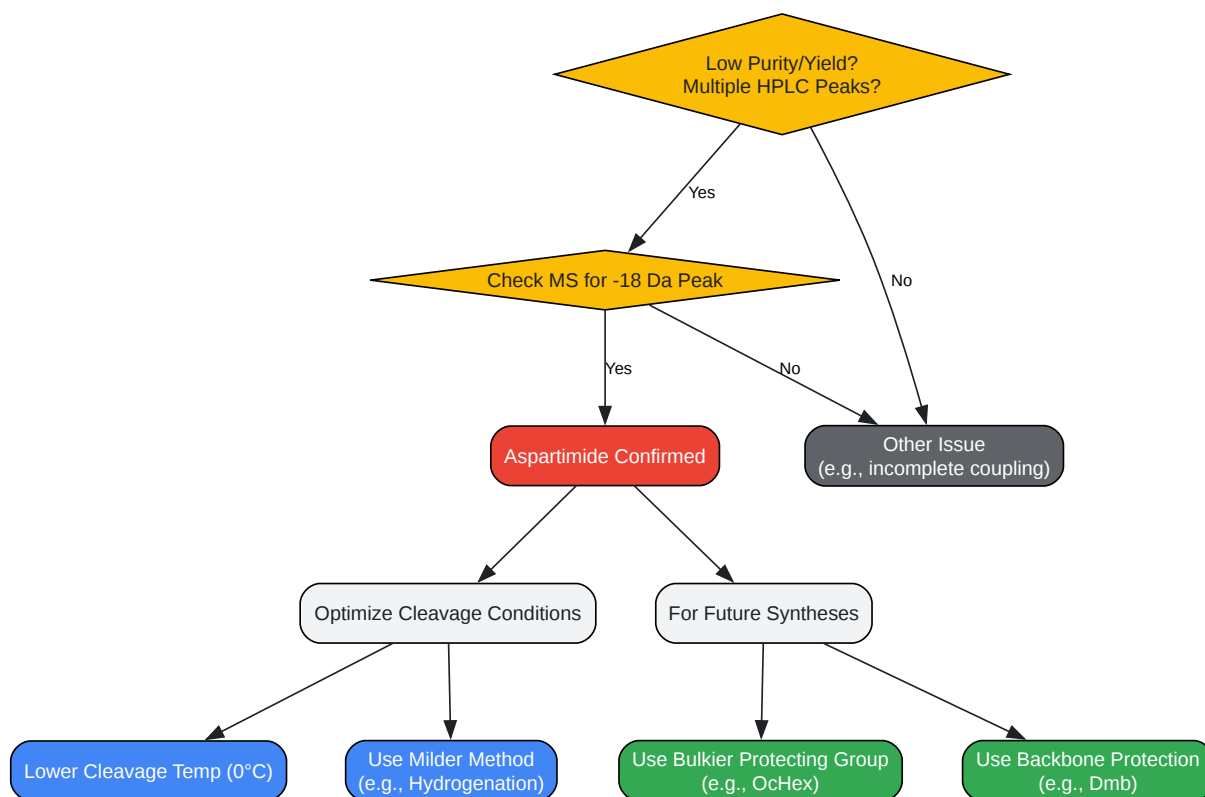 Low Purity/Yield?
Multiple HPLC Peaks?
Yes
No
Check MS for -18 Da Peak
Yes
No
Aspartimide Confirmed
Other Issue
(e.g., incomplete coupling)
Optimize Cleavage Conditions
For Future Syntheses
Lower Cleavage Temp (0°C)
Use Milder Method
(e.g., Hydrogenation)
Use Bulkier Protecting Group
(e.g., OcHex)
Use Backbone Protection
(e.g., Dmb)